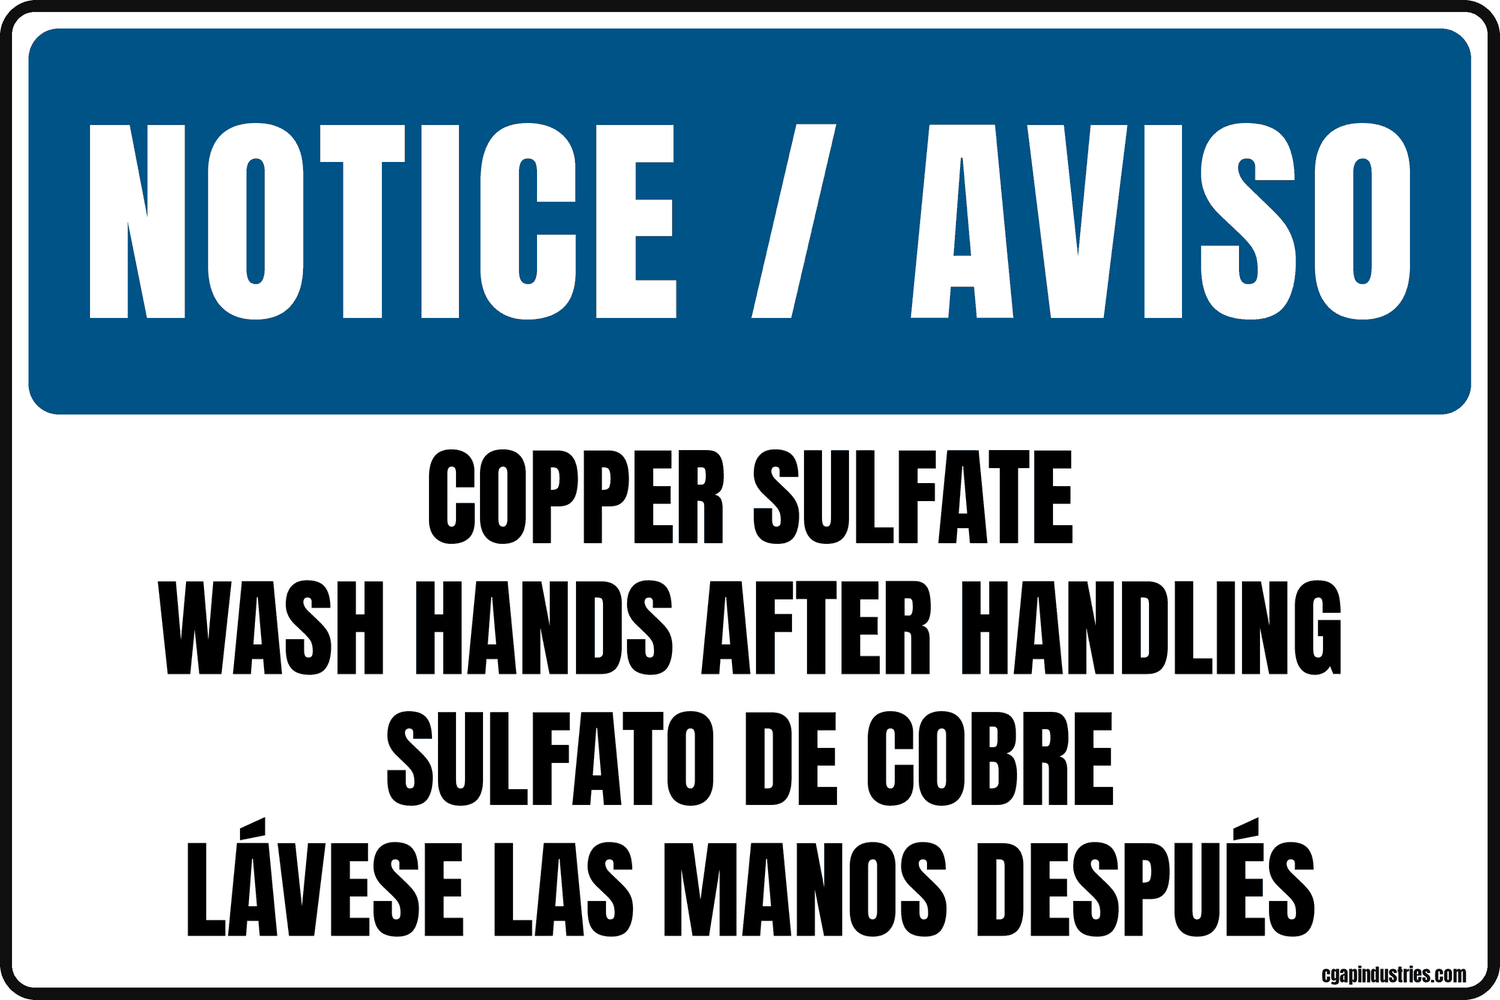 NOTICE / AVISO
COPPER SULFATE
WASH HANDS AFTER HANDLING
SULFATO DE COBRE
LÁVESE LAS MANOS DESPUÉS
cgapindustries.com